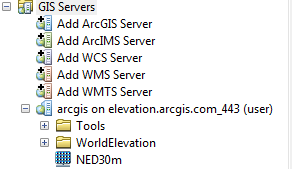 GIS Servers
Add ArcGIS Server
Add ArcIMS Server
Add WCS Server
Add WMS Server
Add WMTS Server
arcgis on elevation.arcgis.com_443 (user)
Tools
WorldElevation
NED30m